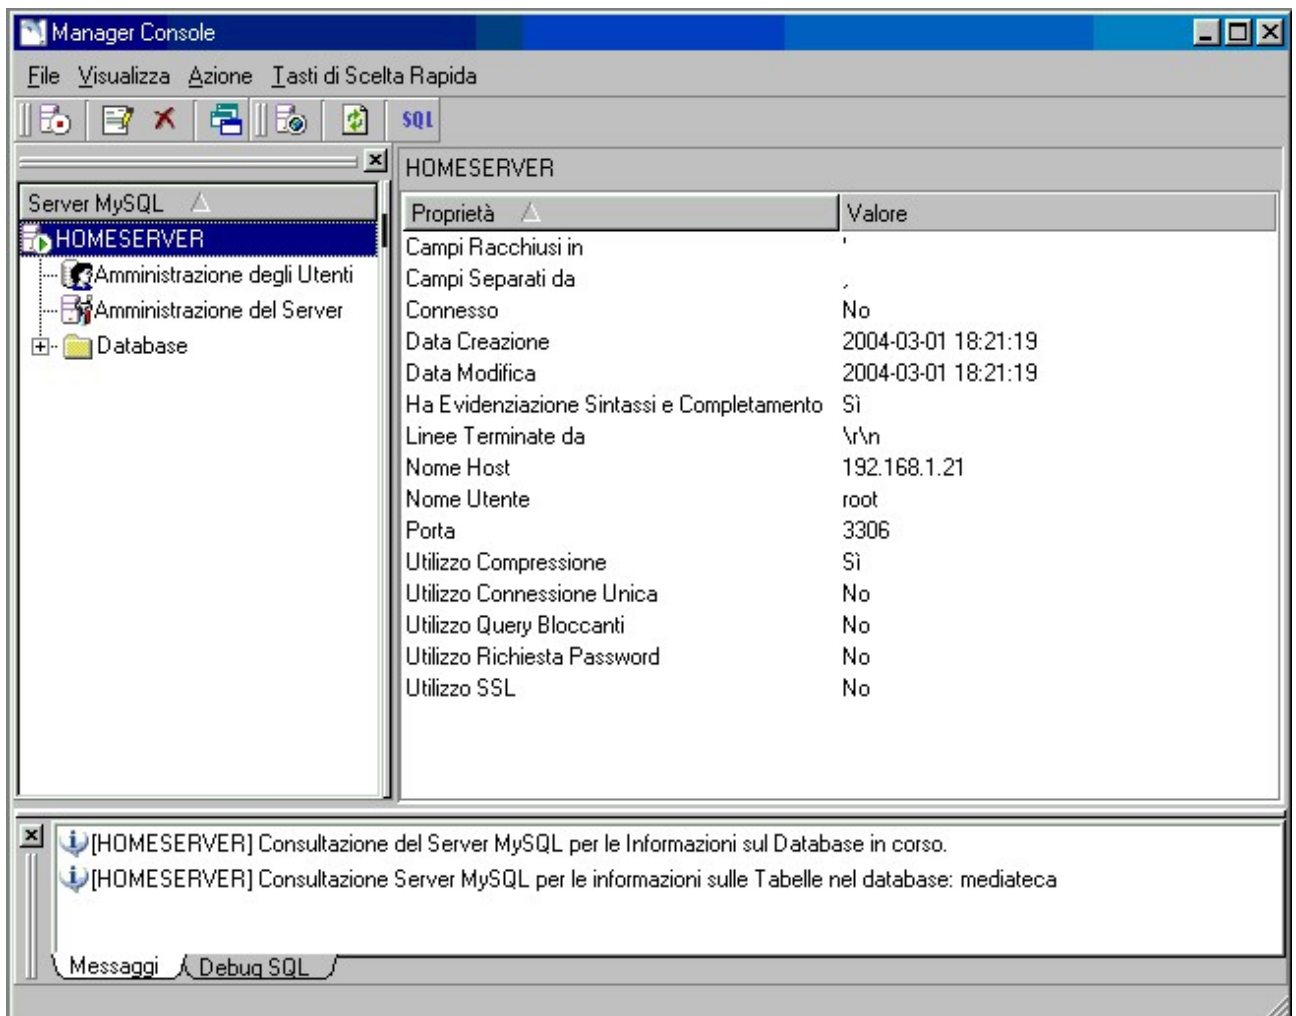 Manager Console
File Visualizza Azione Tasti di Scelta Rapida
SQL
HOMESERVER
Server MySQL
HOMESERVER
Amministrazione degli Utenti
Amministrazione del Server
Database
Proprietà Valore
Campi Racchiusi in '
Campi Separati da ,
Connesso No
Data Creazione 2004-03-01 18:21:19
Data Modifica 2004-03-01 18:21:19
Ha Evidenziazione Sintassi e Completamento Sì
Linee Terminate da \r\n
Nome Host 192.168.1.21
Nome Utente root
Porta 3306
Utilizzo Compressione Sì
Utilizzo Connessione Unica No
Utilizzo Query Bloccanti No
Utilizzo Richiesta Password No
Utilizzo SSL No
[HOMESERVER] Consultazione del Server MySQL per le Informazioni sul Database in corso.
[HOMESERVER] Consultazione Server MySQL per le informazioni sulle Tabelle nel database: mediateca
Messaggi Debug SQL